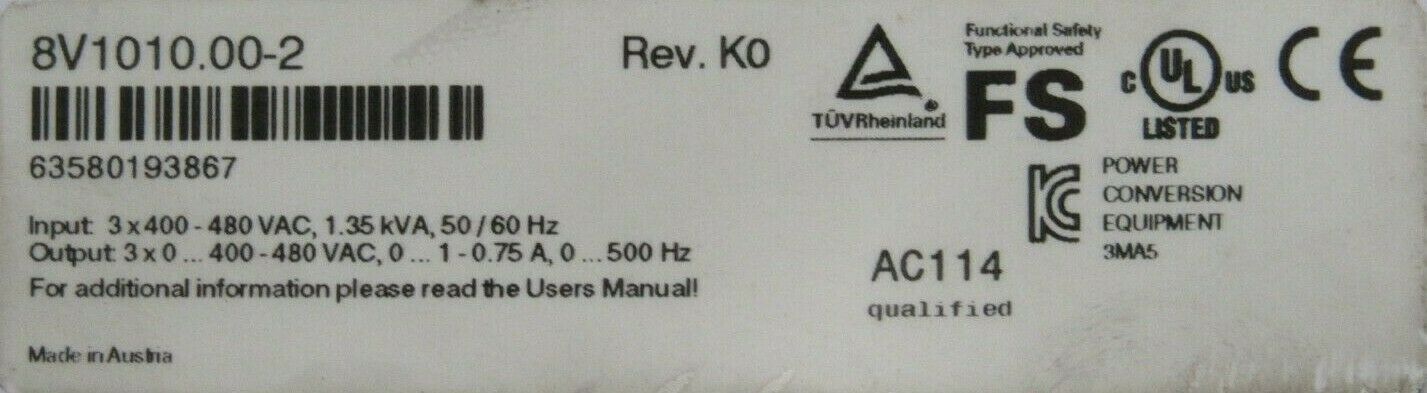 8V1010.00-2
Rev. K0
63580193867
Input: 3 x 400 - 480 VAC, 1.35 kVA, 50 / 60 Hz
Output: 3 x 0 ... 400 - 480 VAC, 0 ... 1 - 0.75 A, 0 ... 500 Hz
For additional information please read the Users Manual!
Made in Austria
TÜVRheinland
Functional Safety
Type Approved
FS
C UL US
LISTED
CE
KC
POWER
CONVERSION
EQUIPMENT
3MA5
AC114
qualified